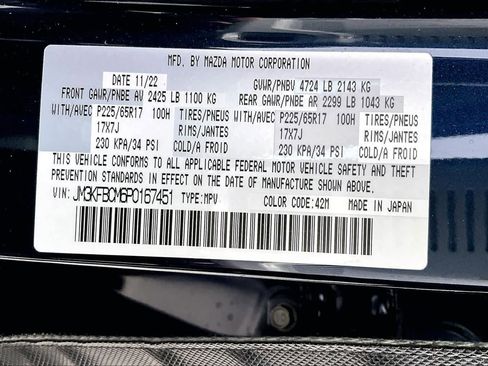 MFD. BY MAZDA MOTOR CORPORATION
DATE 11/22 GVWR/PNBV 4724 LB 2143 KG
FRONT GAWR/PNBE AV 2425 LB 1100 KG REAR GAWR/PNBE AR 2299 LB 1043 KG
WITH/AVEC P225/65R17 100H TIRES/PNEU WITH/AVEC P225/65R17 100H TIRES/PNEU
17X7J RIMS/JANTES 17X7J RIMS/JANTES
230 KPA/34 PSI COLD/A FROID 230 KPA/34 PSI COLD/A FROID
THIS VEHICLE CONFORMS TO ALL APPLICABLE FEDERAL MOTOR VEHICLE SAFETY AND THEFT
PREVENTION STANDARDS IN EFFECT ON THE DATE OF MANUFACTURE SHOWN ABOVE.
JM3KFBCM6P0167451 TYPE:MPV COLOR CODE:42M MADE IN JAPAN